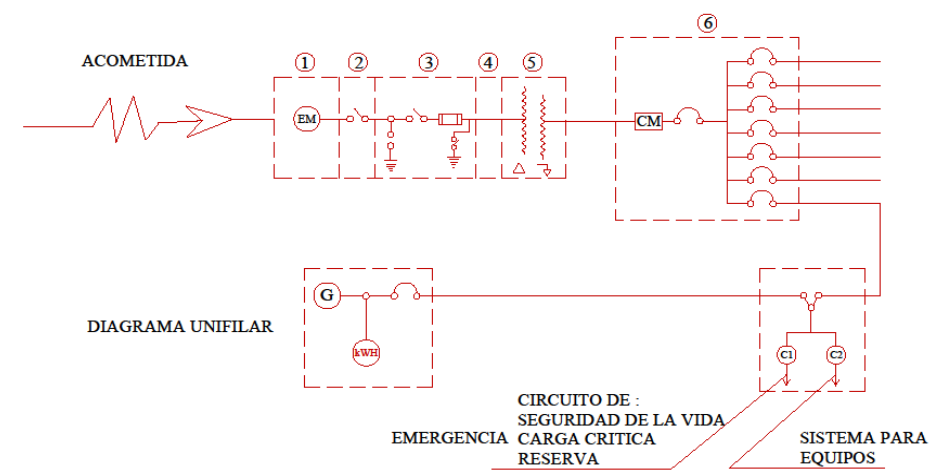 ACOMETIDA
1
2
3
4
5
6
EM
CM
G
kWH
DIAGRAMA UNIFILAR
C1
C2
CIRCUITO DE :
SEGURIDAD DE LA VIDA
EMERGENCIA CARGA CRITICA
RESERVA
SISTEMA PARA
EQUIPOS